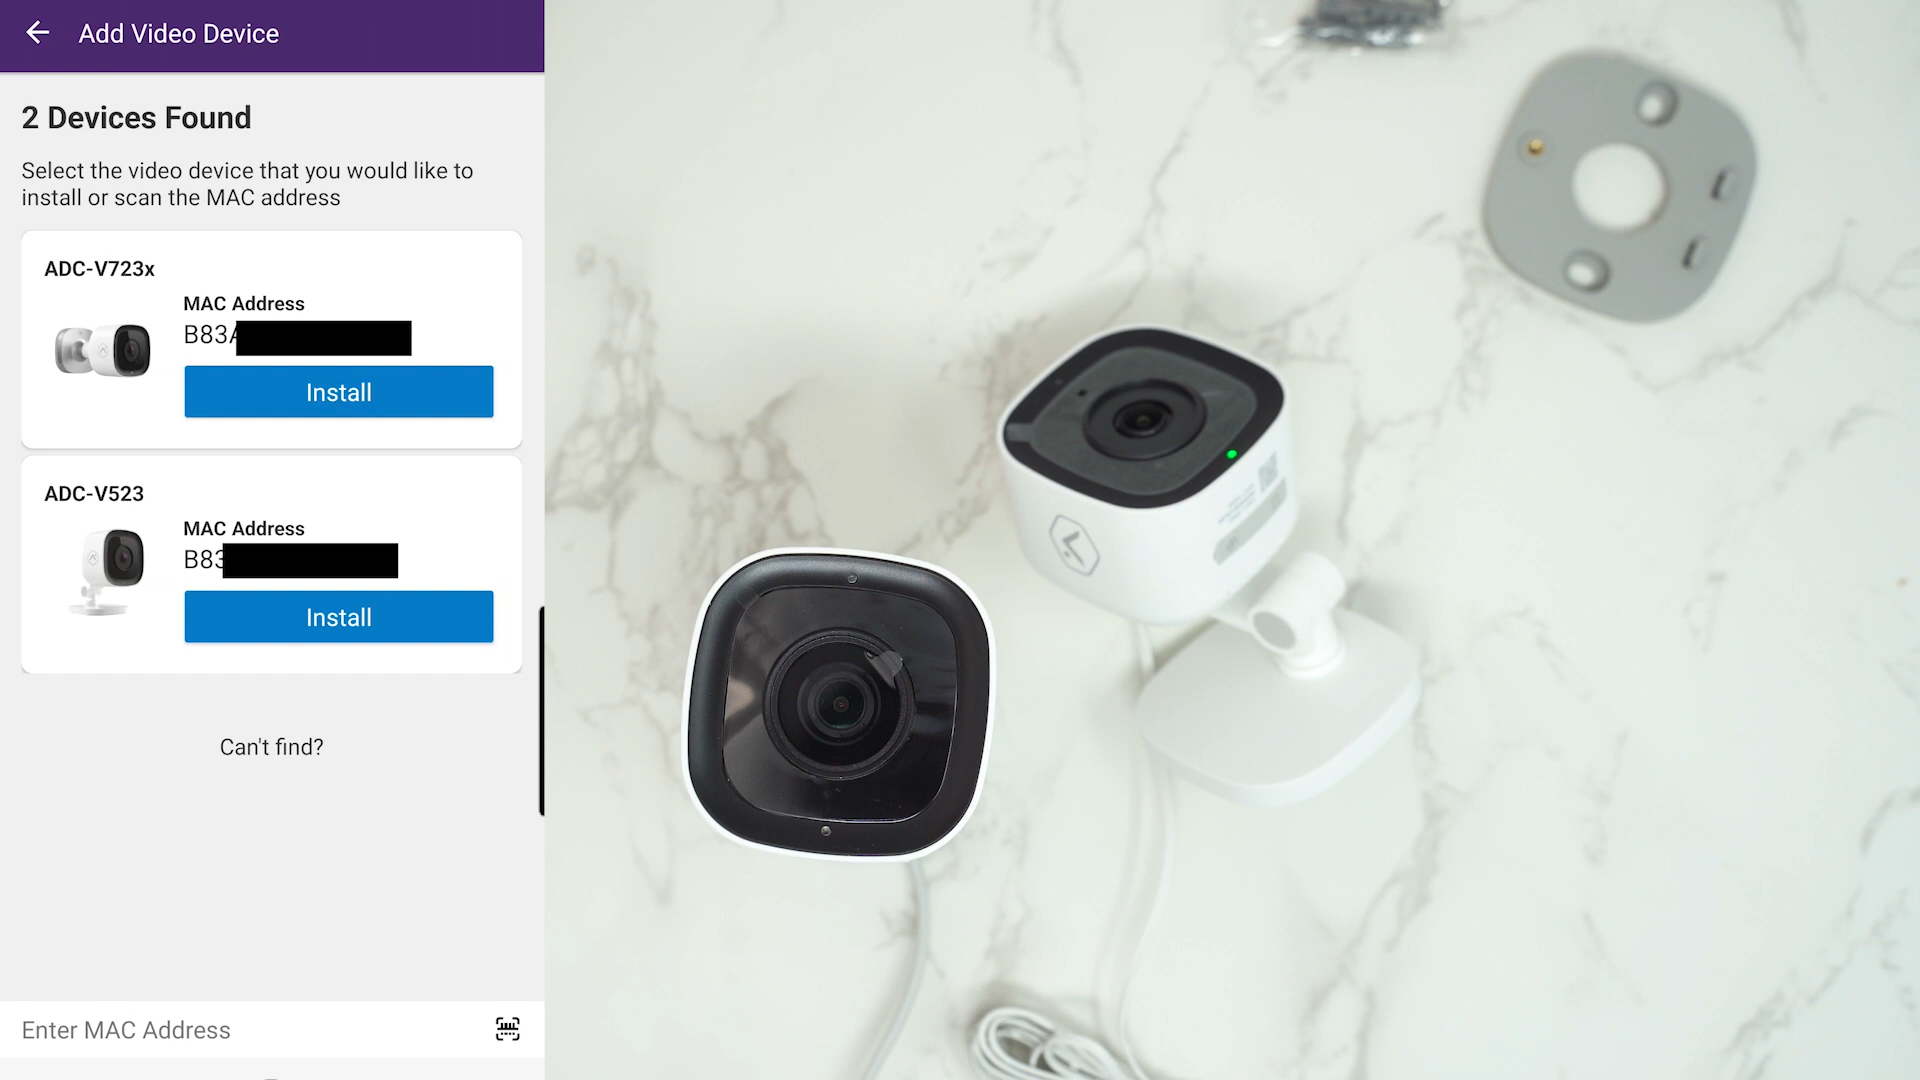 Add Video Device
2 Devices Found
Select the video device that you would like to
install or scan the MAC address
ADC-V723x
MAC Address
B83A
Install
ADC-V523
MAC Address
B83
Install
Can't find?
Enter MAC Address